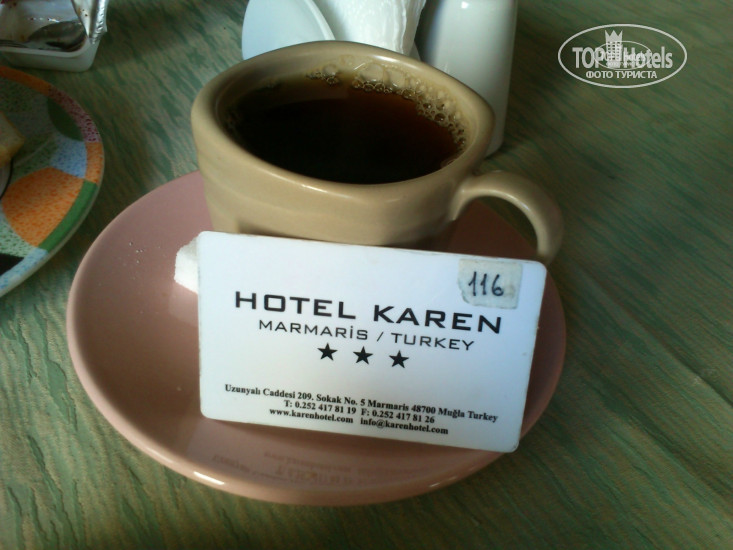 TOP Hotels
ФОТО ТУРИСТА
116
HOTEL KAREN
MARMARiS / TURKEY
Uzunyalı Caddesi 209, Sokak No. 5 Marmaris 48700 Muğla Turkey
T: 0.252 417 81 19 F: 0.252 417 81 26
www.karenhotel.com info@karenhotel.com